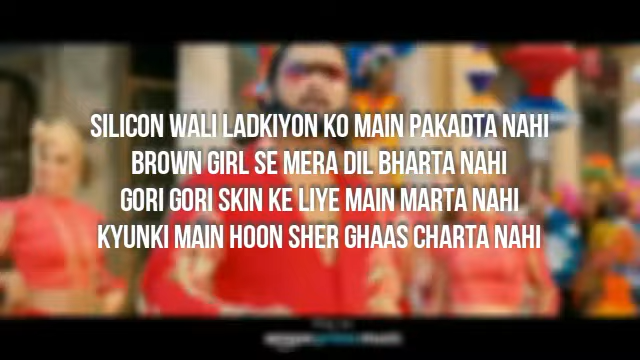 SILICON WALI LADKIYON KO MAIN PAKADTA NAHI
BROWN GIRL SE MERA DIL BHARTA NAHI
GORI GORI SKIN KE LIYE MAIN MARTA NAHI
KYUNKI MAIN HOON SHER GHAAS CHARTA NAHI